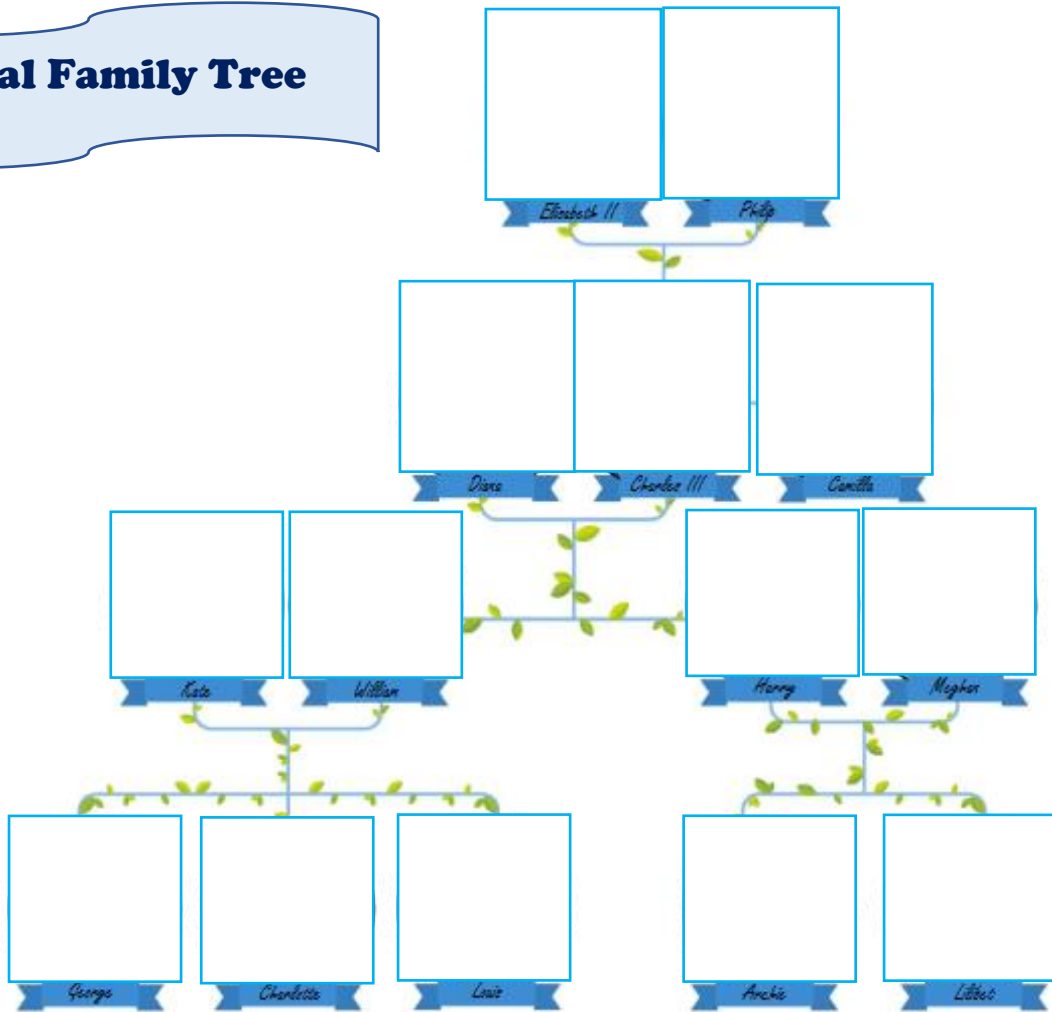 al Family Tree
Elizabeth II Philip
Diana Charles III Camilla
Kate William Harry Meghan
George Charlotte Louis Archie Lilibet